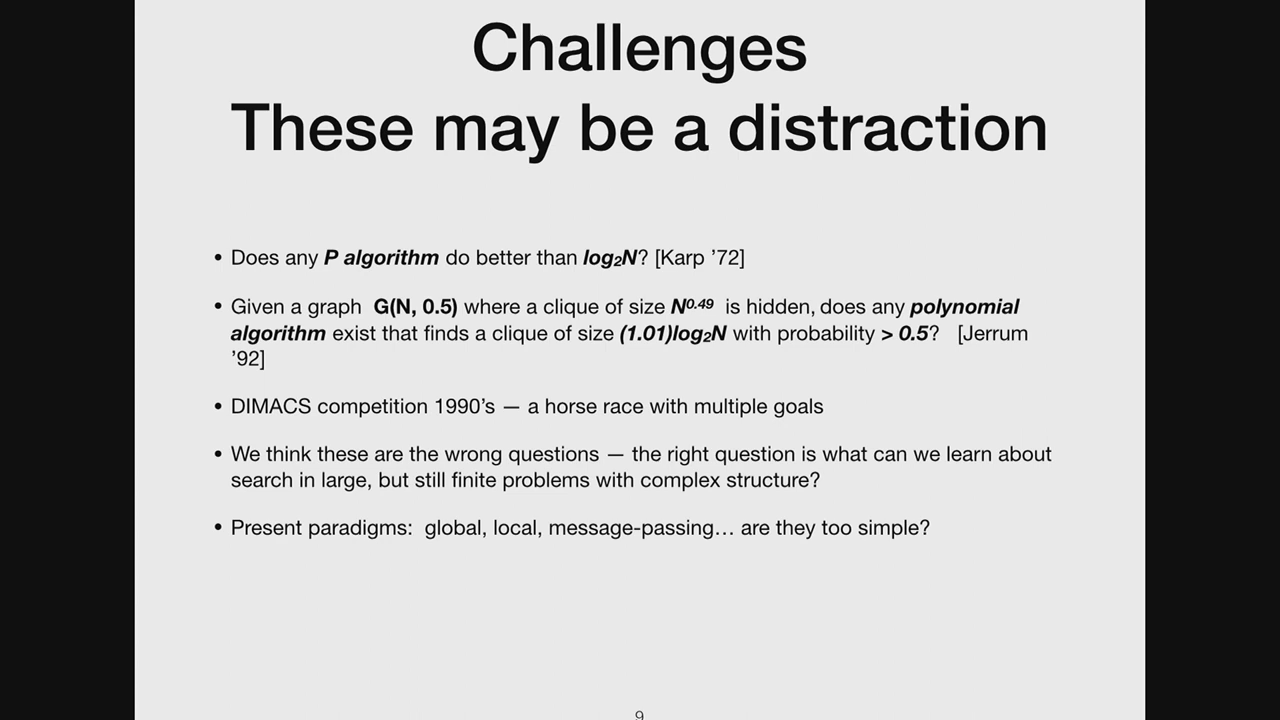 Challenges
These may be a distraction
• Does any P algorithm do better than log₂N? [Karp ’72]
• Given a graph G(N, 0.5) where a clique of size N⁰·⁴⁹ is hidden, does any polynomial
algorithm exist that finds a clique of size (1.01)log₂N with probability > 0.5? [Jerrum
’92]
• DIMACS competition 1990’s — a horse race with multiple goals
• We think these are the wrong questions — the right question is what can we learn about
search in large, but still finite problems with complex structure?
• Present paradigms: global, local, message-passing… are they too simple?
9